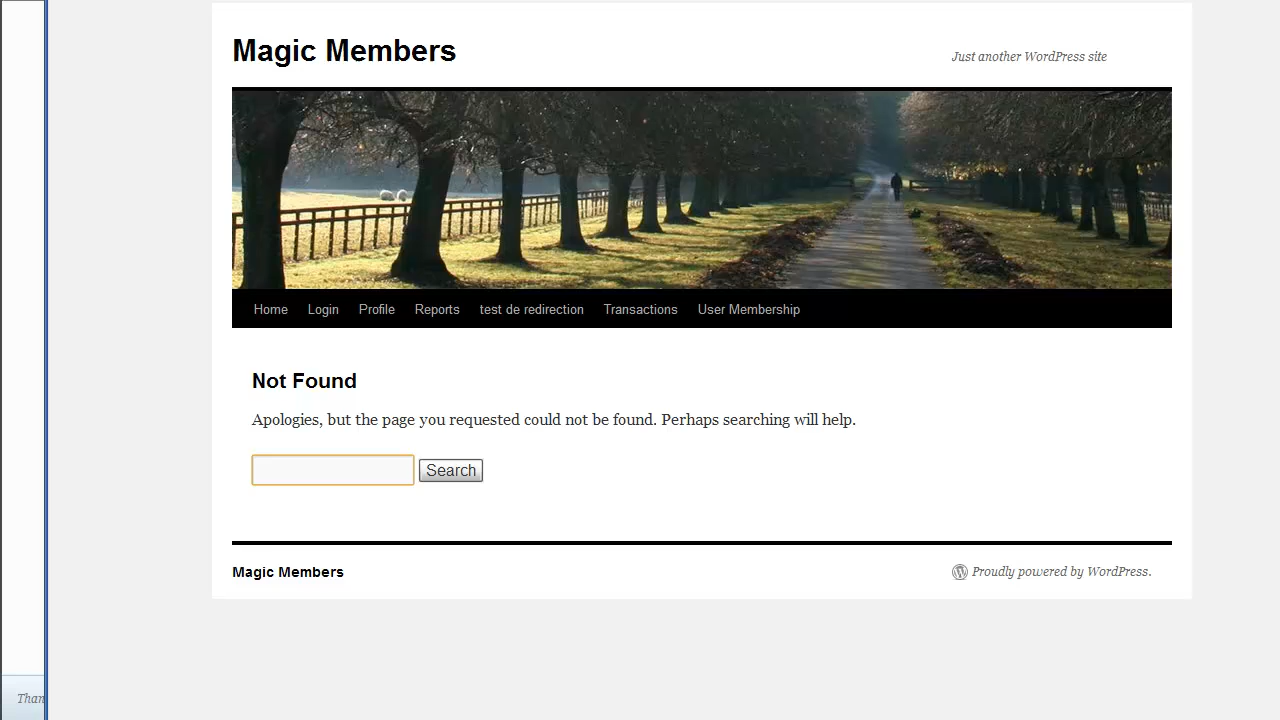 Magic Members
Just another WordPress site
Home Login Profile Reports test de redirection Transactions User Membership
Not Found
Apologies, but the page you requested could not be found. Perhaps searching will help.
Search
Magic Members
Proudly powered by WordPress.